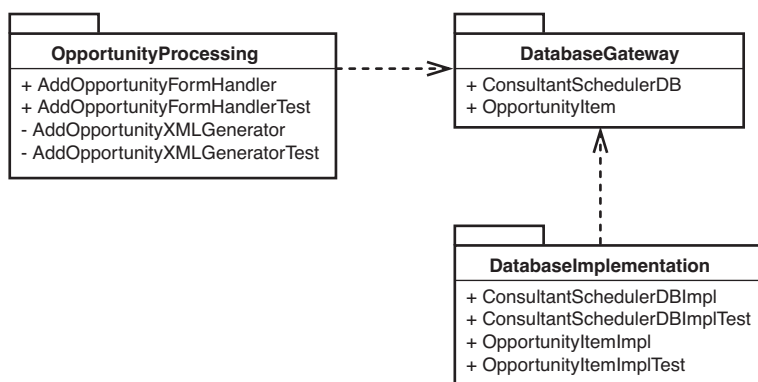 OpportunityProcessing
+ AddOpportunityFormHandler
+ AddOpportunityFormHandlerTest
- AddOpportunityXMLGenerator
- AddOpportunityXMLGeneratorTest
DatabaseGateway
+ ConsultantSchedulerDB
+ OpportunityItem
DatabaseImplementation
+ ConsultantSchedulerDBImpl
+ ConsultantSchedulerDBImplTest
+ OpportunityItemImpl
+ OpportunityItemImplTest